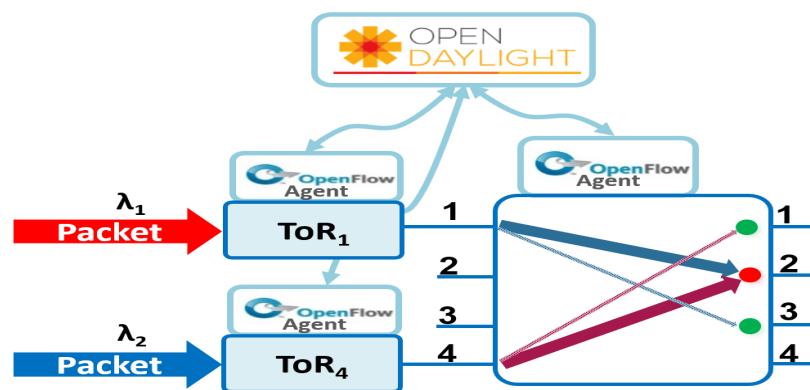 OPEN
DAYLIGHT
OpenFlow
Agent
OpenFlow
Agent
λ1
Packet
ToR1
1
2
3
4
1
2
3
4
OpenFlow
Agent
λ2
Packet
ToR4